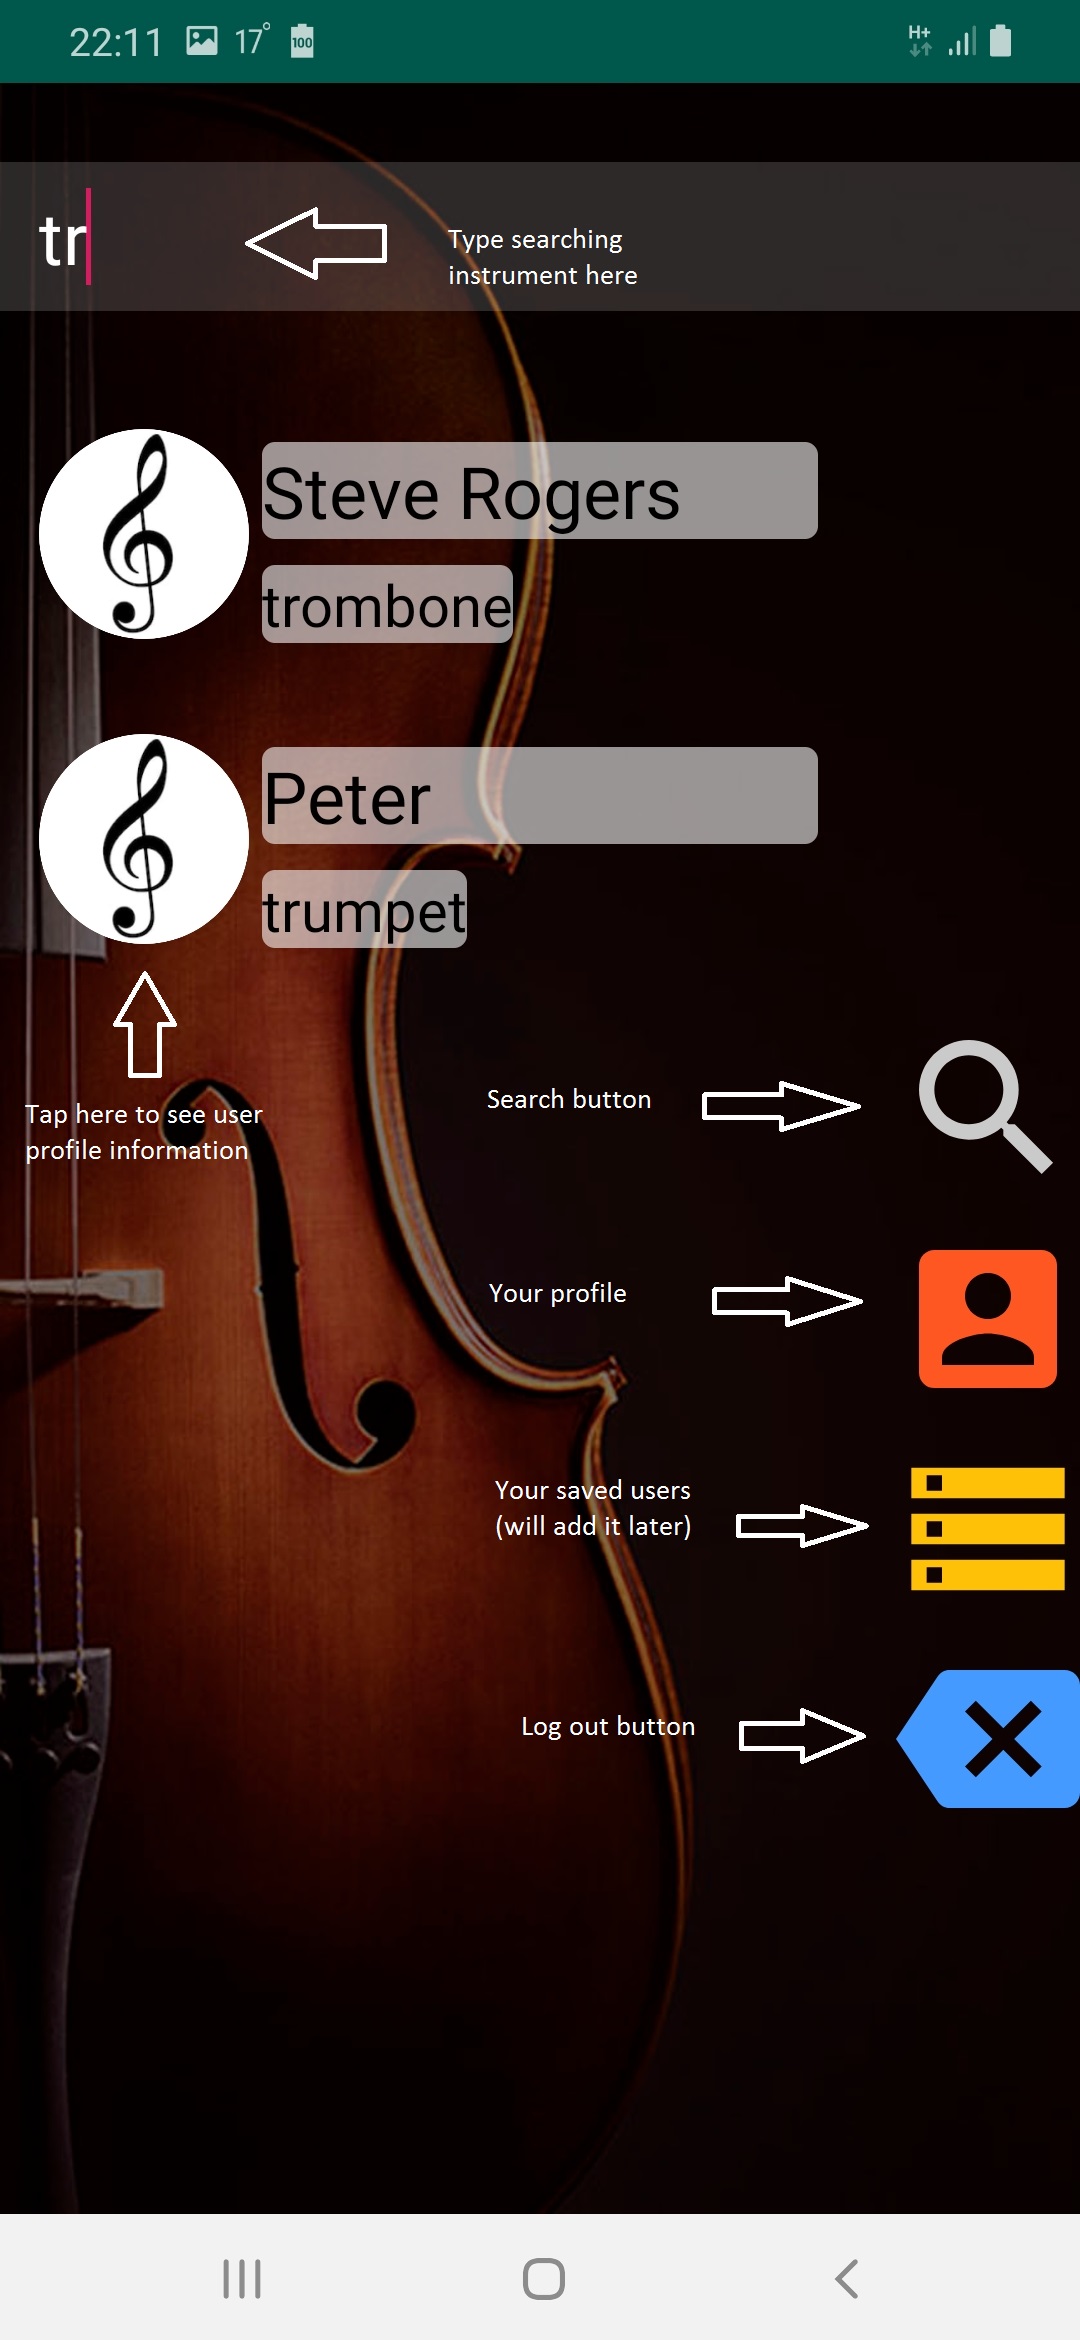 22:11 17° 100 H+
tr
Type searching
instrument here
Steve Rogers
trombone
Peter
trumpet
Tap here to see user
profile information
Search button
Your profile
Your saved users
(will add it later)
Log out button